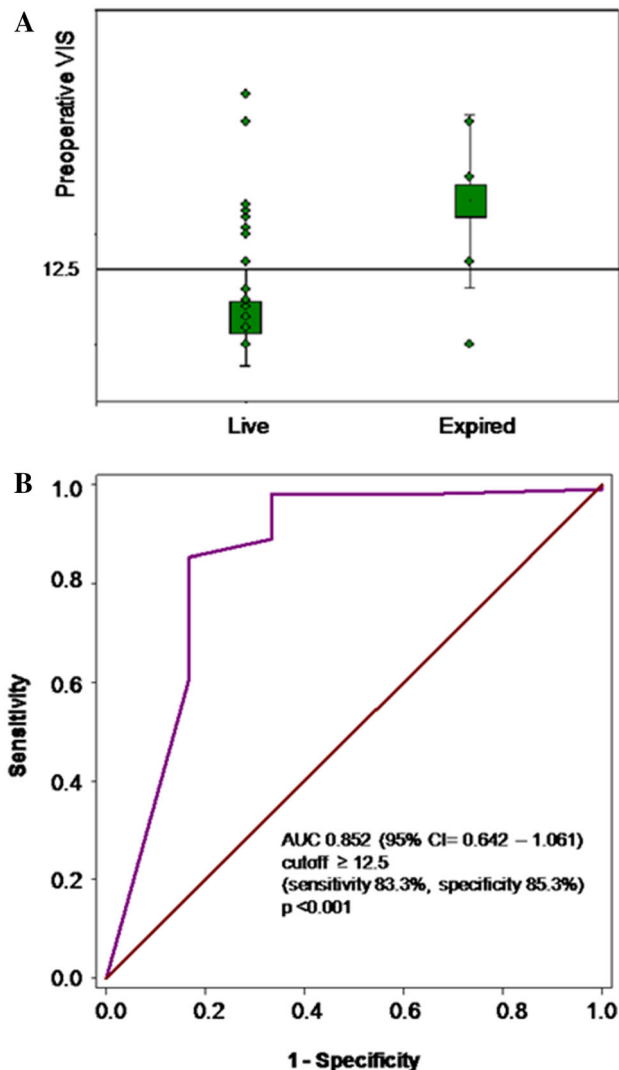 A
Preoperative VIS
12.5
Live Expired
B
1.0
0.8
0.6
0.4
0.2
0.0
Sensitivity
AUC 0.852 (95% CI= 0.642 – 1.061)
cutoff ≥ 12.5
(sensitivity 83.3%, specificity 85.3%)
p <0.001
0.0 0.2 0.4 0.6 0.8 1.0
1 - Specificity